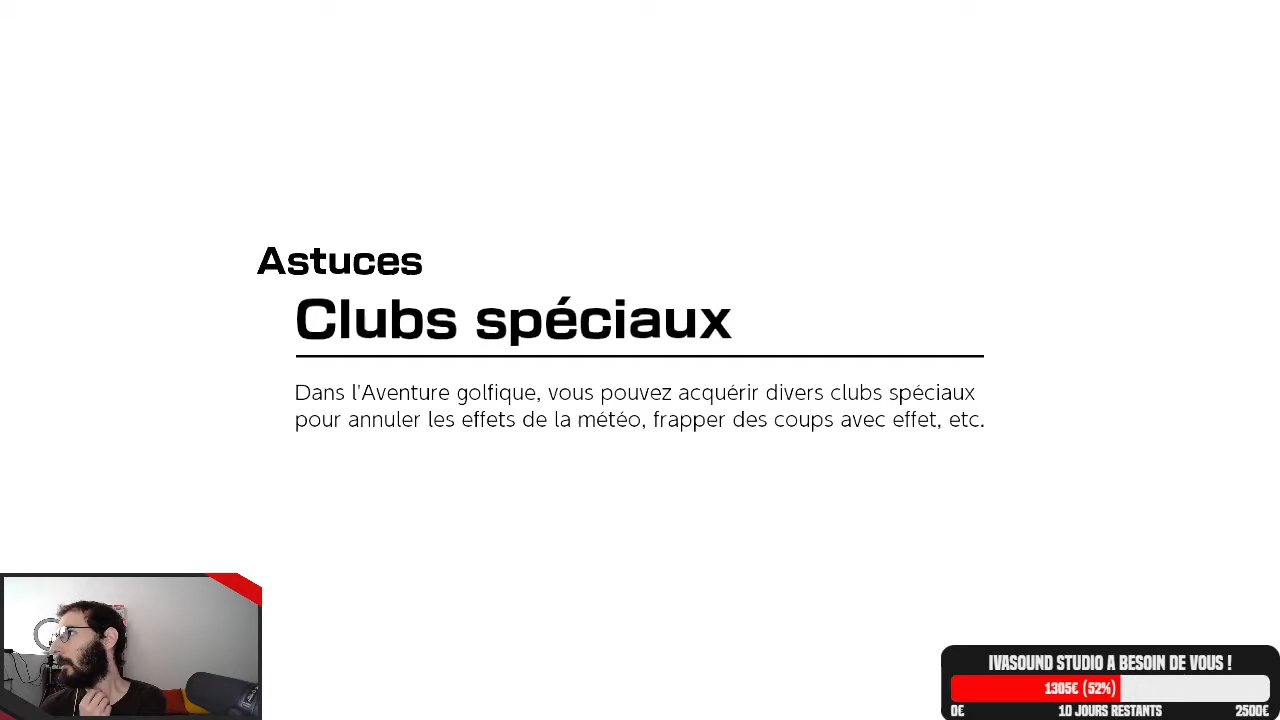 Astuces
Clubs spéciaux
Dans l'Aventure golfique, vous pouvez acquérir divers clubs spéciaux
pour annuler les effets de la météo, frapper des coups avec effet, etc.
IVASOUND STUDIO A BESOIN DE VOUS !
1305€ (52%)
0€ 10 JOURS RESTANTS 2500€